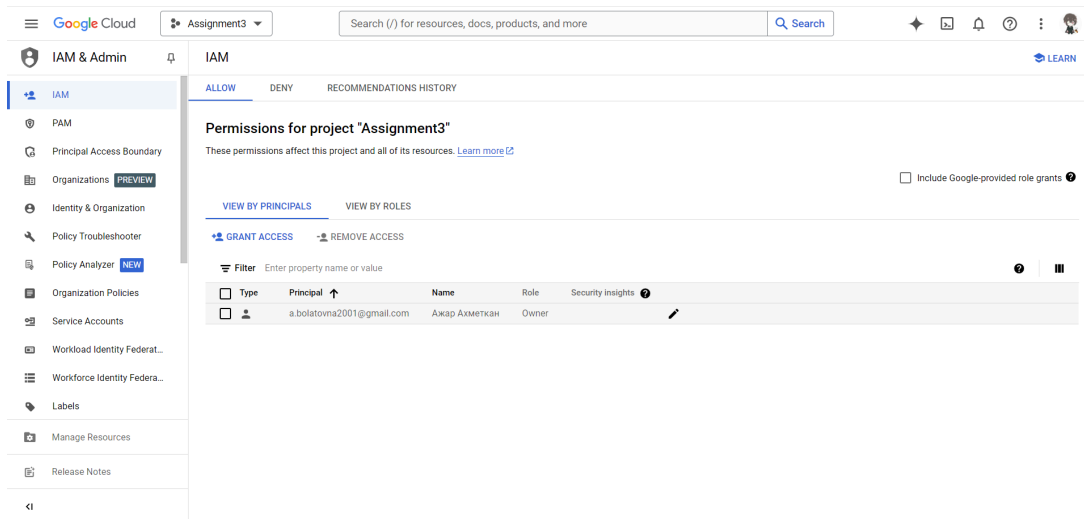 Google Cloud
Assignment3
Search (/) for resources, docs, products, and more
Search
IAM & Admin
IAM
PAM
Principal Access Boundary
Organizations PREVIEW
Identity & Organization
Policy Troubleshooter
Policy Analyzer NEW
Organization Policies
Service Accounts
Workload Identity Federat...
Workforce Identity Federa...
Labels
Manage Resources
Release Notes
IAM
LEARN
ALLOW DENY RECOMMENDATIONS HISTORY
Permissions for project "Assignment3"
These permissions affect this project and all of its resources. Learn more
Include Google-provided role grants
VIEW BY PRINCIPALS VIEW BY ROLES
GRANT ACCESS REMOVE ACCESS
Filter Enter property name or value
Type Principal Name Role Security insights
a.bolatovna2001@gmail.com Ажар Ахметкан Owner